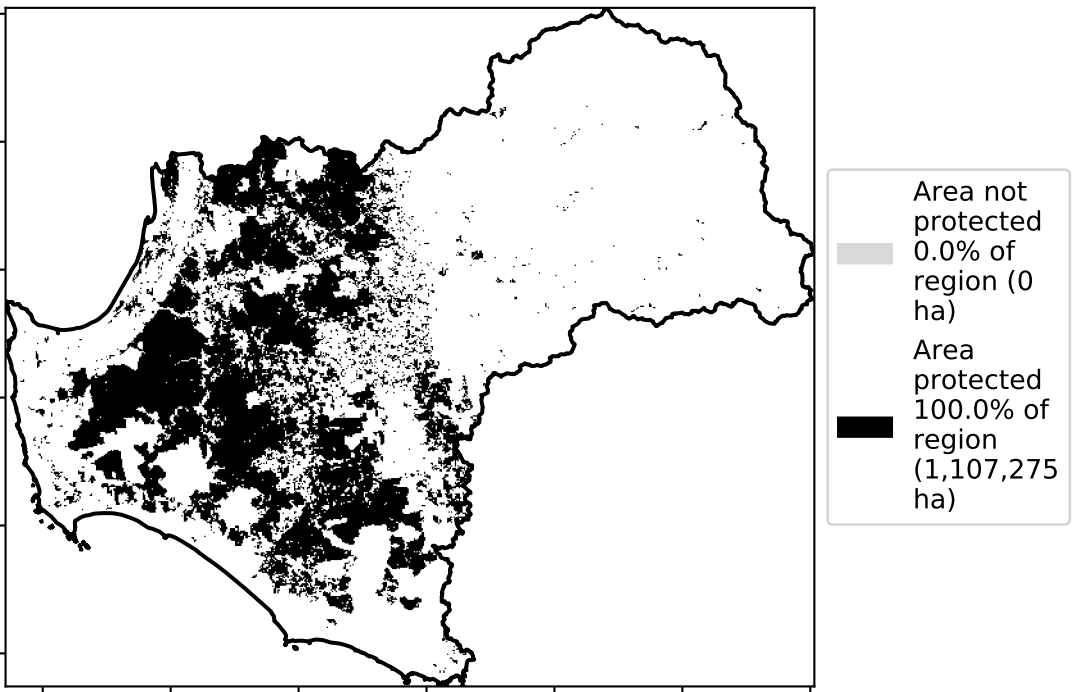 Area not
protected
0.0% of
region (0
ha)
Area
protected
100.0% of
region
(1,107,275
ha)